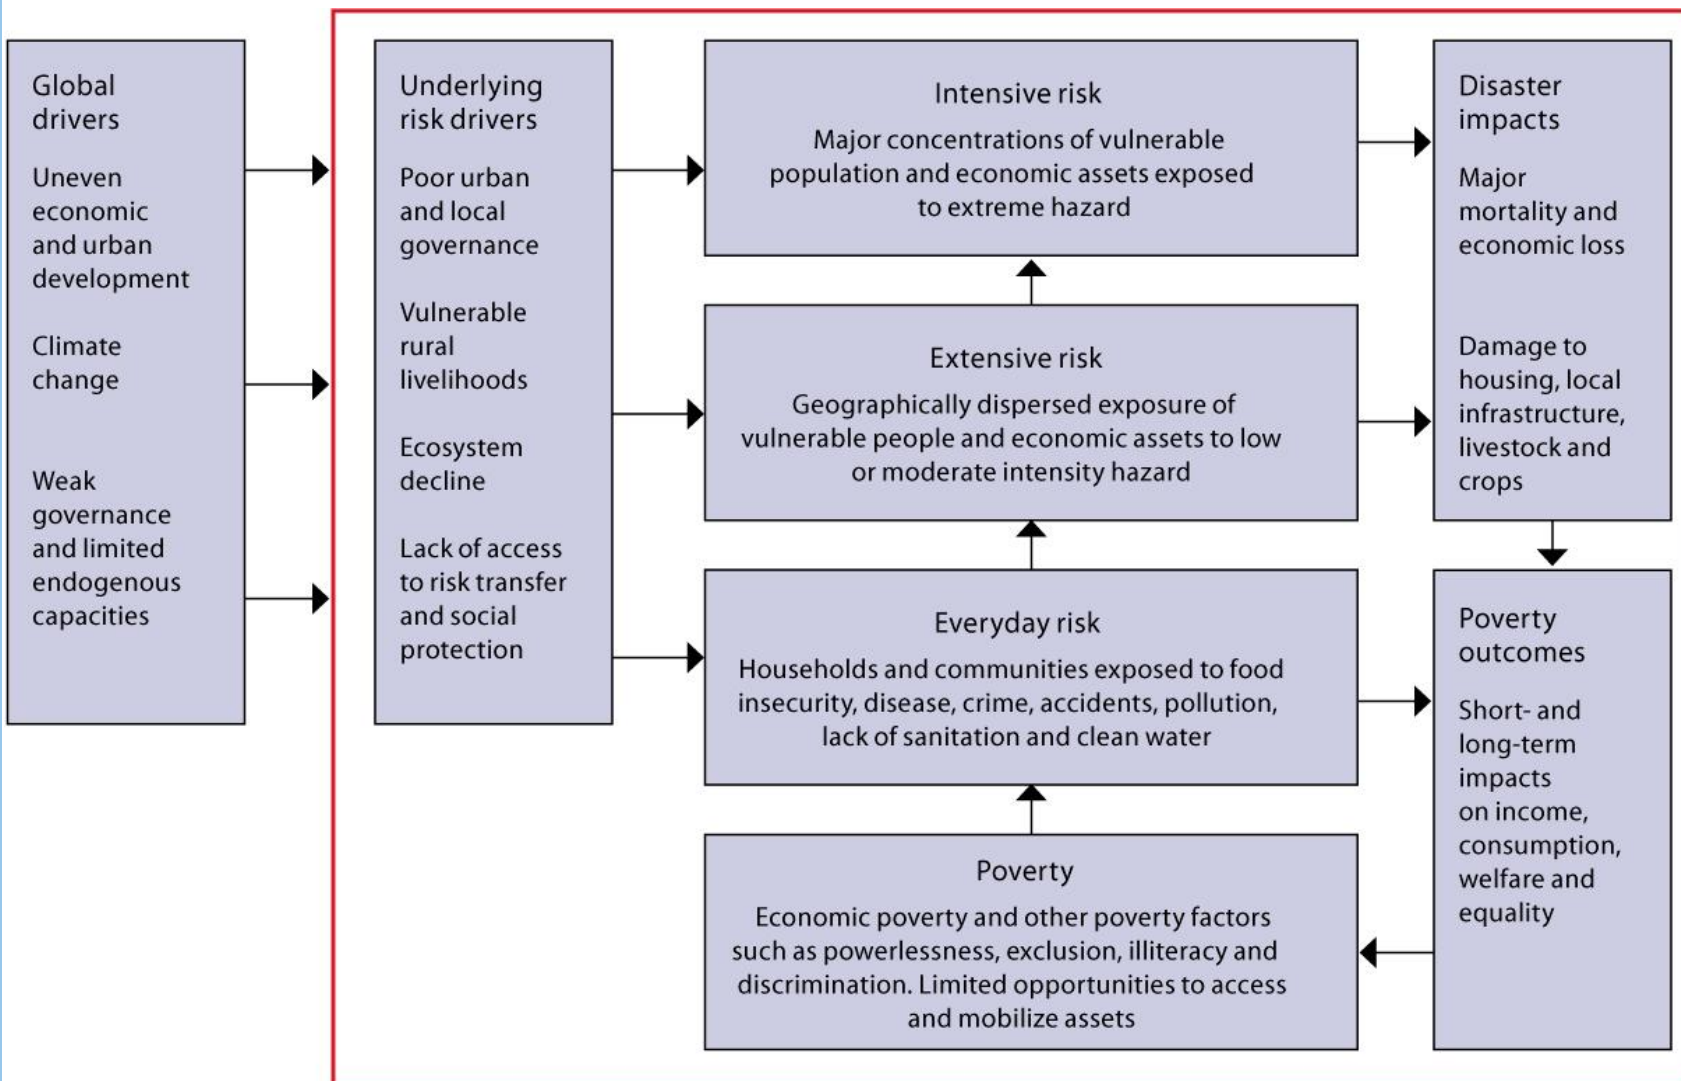 Global
drivers
Uneven
economic
and urban
development
Climate
change
Weak
governance
and limited
endogenous
capacities
Underlying
risk drivers
Poor urban
and local
governance
Vulnerable
rural
livelihoods
Ecosystem
decline
Lack of access
to risk transfer
and social
protection
Intensive risk
Major concentrations of vulnerable
population and economic assets exposed
to extreme hazard
Extensive risk
Geographically dispersed exposure of
vulnerable people and economic assets to low
or moderate intensity hazard
Everyday risk
Households and communities exposed to food
insecurity, disease, crime, accidents, pollution,
lack of sanitation and clean water
Poverty
Economic poverty and other poverty factors
such as powerlessness, exclusion, illiteracy and
discrimination. Limited opportunities to access
and mobilize assets
Disaster
impacts
Major
mortality and
economic loss
Damage to
housing, local
infrastructure,
livestock and
crops
Poverty
outcomes
Short- and
long-term
impacts
on income,
consumption,
welfare and
equality